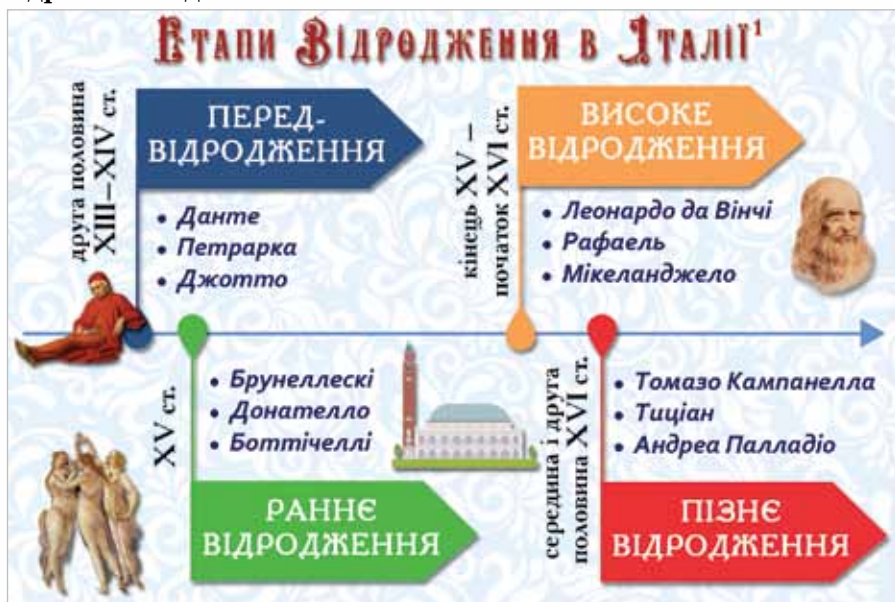 Етапи Відродження в Італії¹
друга половина
XIII–XIV ст.
ПЕРЕД-
ВІДРОДЖЕННЯ
• Данте
• Петрарка
• Джотто
кінець XV –
початок XVI ст.
ВИСОКЕ
ВІДРОДЖЕННЯ
• Леонардо да Вінчі
• Рафаель
• Мікеланджело
XV ст.
• Брунеллескі
• Донателло
• Боттічеллі
РАННЄ
ВІДРОДЖЕННЯ
середина і друга
половина XVI ст.
• Томазо Кампанелла
• Тиціан
• Андреа Палладіо
ПІЗНЄ
ВІДРОДЖЕННЯ